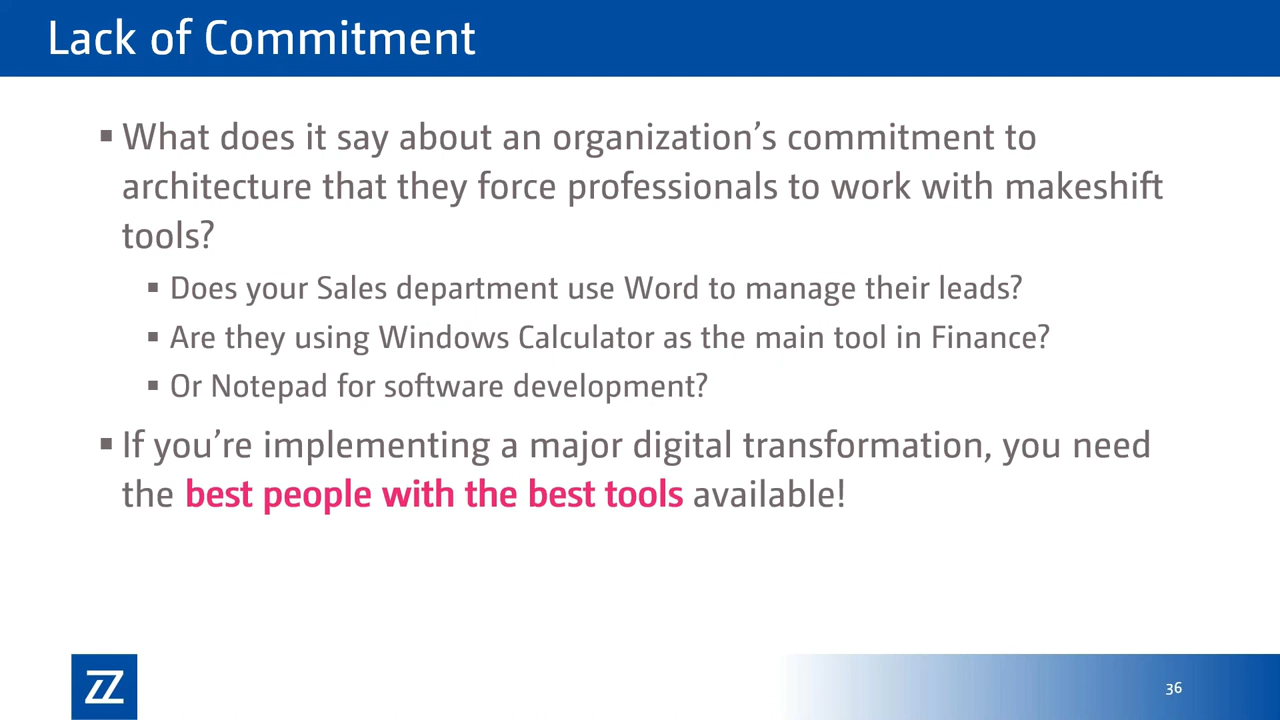 Lack of Commitment
▪ What does it say about an organization’s commitment to
architecture that they force professionals to work with makeshift
tools?
▪ Does your Sales department use Word to manage their leads?
▪ Are they using Windows Calculator as the main tool in Finance?
▪ Or Notepad for software development?
▪ If you’re implementing a major digital transformation, you need
the best people with the best tools available!
ZZ
36